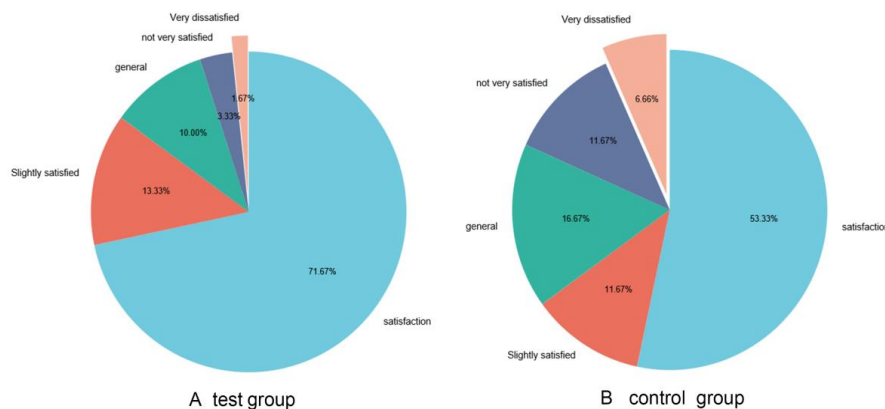 Very dissatisfied
not very satisfied
general
Slightly satisfied
1.67%
3.33%
10.00%
13.33%
71.67%
satisfaction
A test group
Very dissatisfied
not very satisfied
general
Slightly satisfied
6.66%
11.67%
16.67%
11.67%
53.33%
satisfaction
B control group